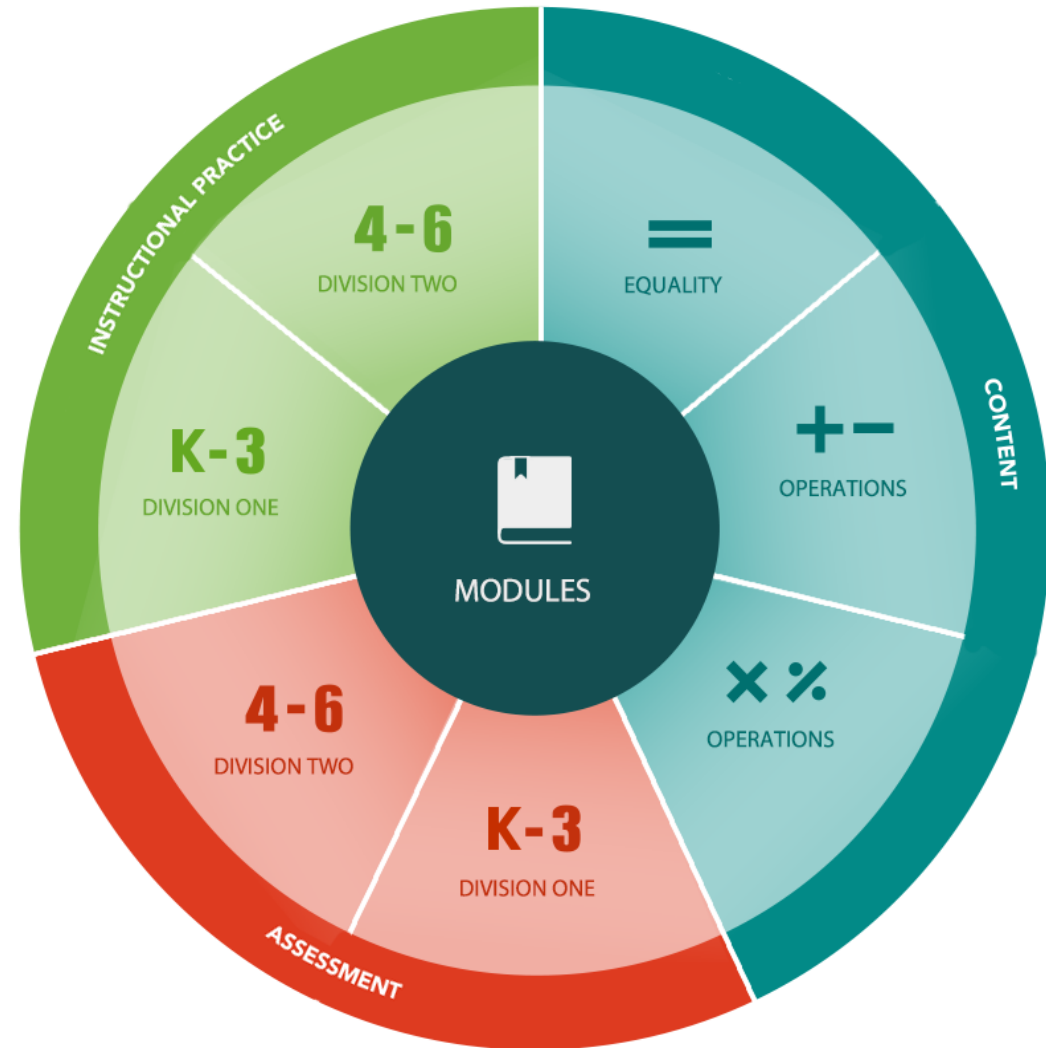 INSTRUCTIONAL PRACTICE
4-6
DIVISION TWO
K-3
DIVISION ONE
=
EQUALITY
+−
OPERATIONS
CONTENT
×٪
OPERATIONS
MODULES
4-6
DIVISION TWO
K-3
DIVISION ONE
ASSESSMENT